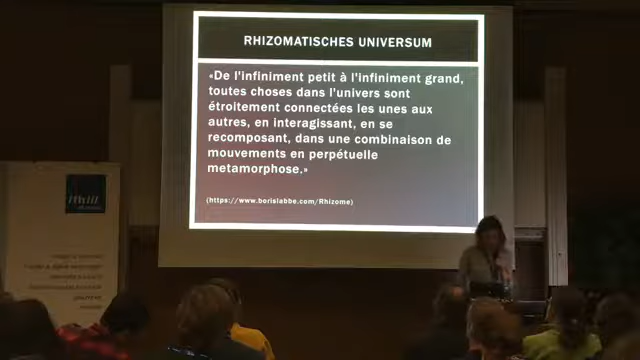 RHIZOMATISCHES UNIVERSUM
«De l'infiniment petit à l'infiniment grand,
toutes choses dans l'univers sont
étroitement connectées les unes aux
autres, en interagissant, en se
recomposant, dans une combinaison de
mouvements en perpétuelle
metamorphose.»
(https://www.borislabbe.com/Rhizome)